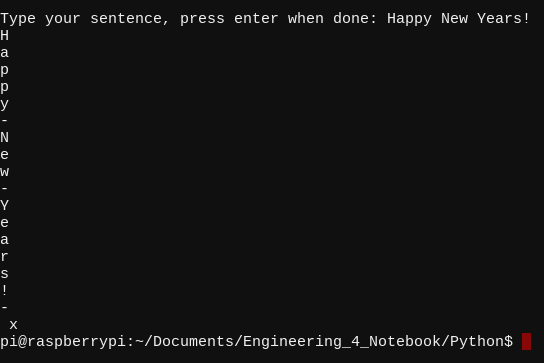 Type your sentence, press enter when done: Happy New Years!
H
a
p
p
y
-
N
e
w
-
Y
e
a
r
s
!
-
 x
pi@raspberrypi:~/Documents/Engineering_4_Notebook/Python$